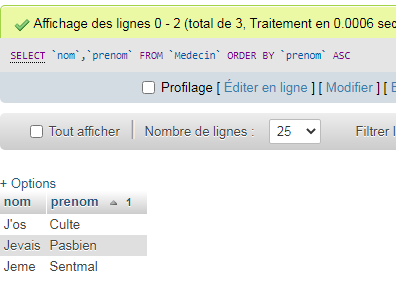 Affichage des lignes 0 - 2 (total de 3, Traitement en 0.0006 sec
SELECT `nom`,`prenom` FROM `Medecin` ORDER BY `prenom` ASC
Profilage [ Éditer en ligne ] [ Modifier ] [ E
Tout afficher Nombre de lignes : 25 Filtrer l
+ Options
nom prenom 1
J'os Culte
Jevais Pasbien
Jeme Sentmal